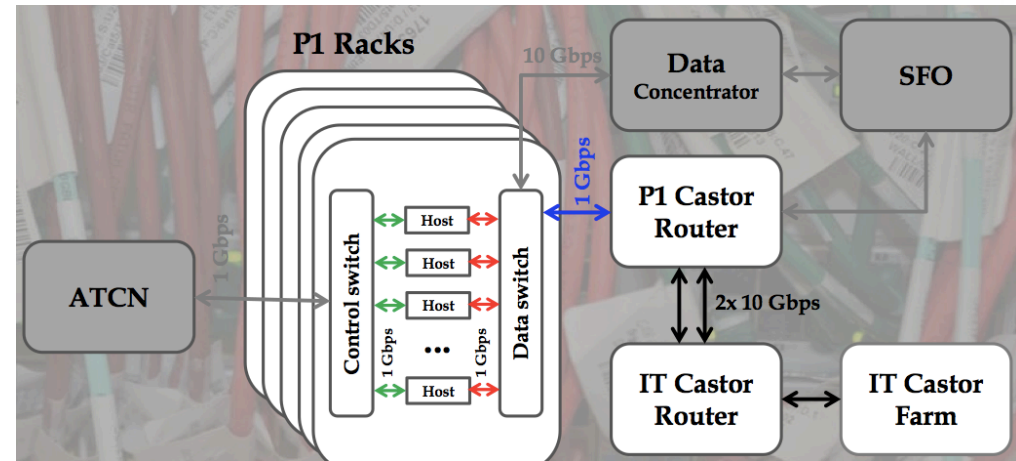 P1 Racks
10 Gbps
Data
Concentrator
SFO
1 Gbps
P1 Castor
Router
1 Gbps
ATCN
Control switch
Host
Host
Host
...
Host
1 Gbps
1 Gbps
Data switch
2x 10 Gbps
IT Castor
Router
IT Castor
Farm